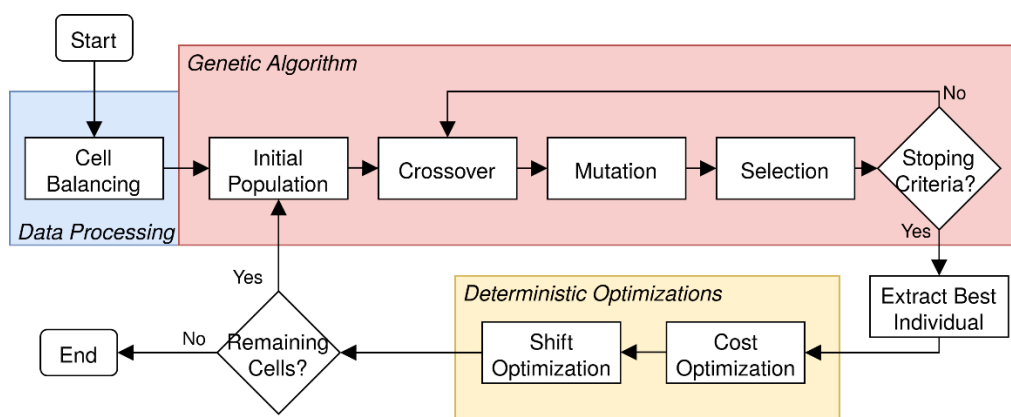 Start
Genetic Algorithm
No
Cell
Balancing
Initial
Population
Crossover
Mutation
Selection
Stoping
Criteria?
Data Processing
Yes
Yes
Deterministic Optimizations
Extract Best
Individual
End
No
Remaining
Cells?
Shift
Optimization
Cost
Optimization